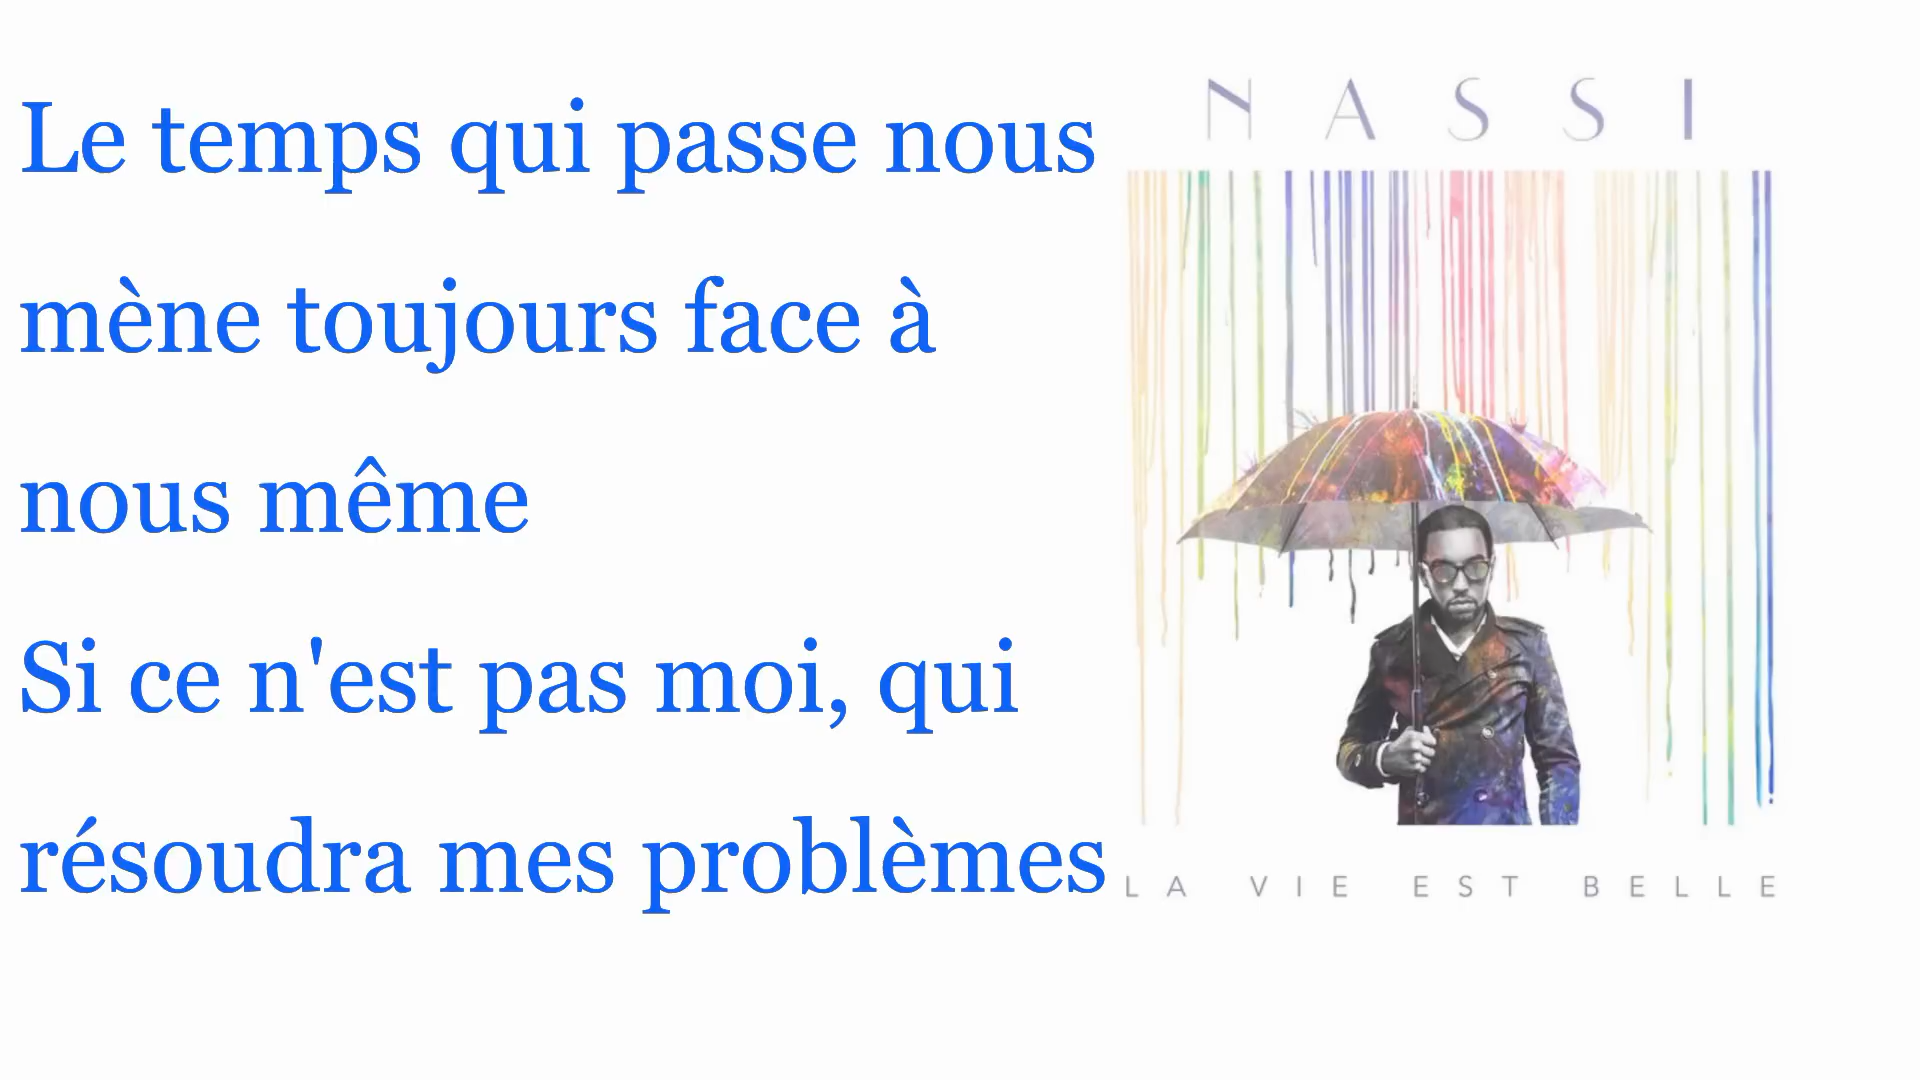 Le temps qui passe nous
mène toujours face à
nous même
Si ce n'est pas moi, qui
résoudra mes problèmes
NASSI
LA VIE EST BELLE